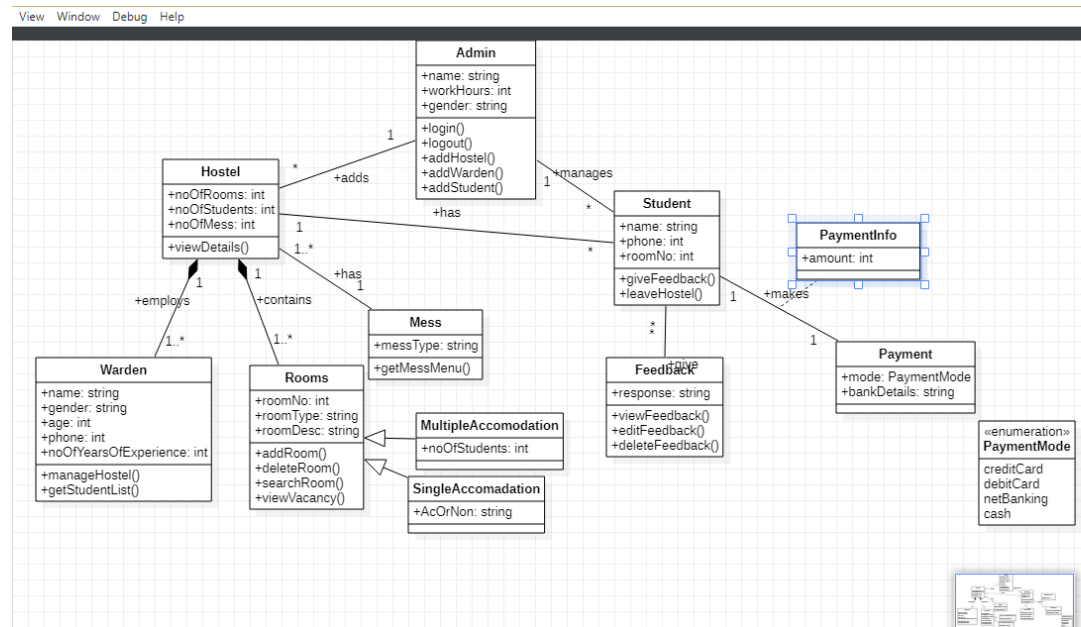 View Window Debug Help
Admin
+name: string
+workHours: int
+gender: string
+login()
+logout()
+addHostel()
+addWarden()
+addStudent()
1
*
+adds
Hostel
+noOfRooms: int
+noOfStudents: int
+noOfMess: int
+viewDetails()
+manages
1
*
+has
1
*
Student
+name: string
+phone: int
+roomNo: int
+giveFeedback()
+leaveHostel()
PaymentInfo
+amount: int
1..*
+has
1
+employs
1
1..*
+contains
1
1..*
+makes
1
1
Mess
+messType: string
+getMessMenu()
*
*
+give
Payment
+mode: PaymentMode
+bankDetails: string
Warden
+name: string
+gender: string
+age: int
+phone: int
+noOfYearsOfExperience: int
+manageHostel()
+getStudentList()
Rooms
+roomNo: int
+roomType: string
+roomDesc: string
+addRoom()
+deleteRoom()
+searchRoom()
+viewVacancy()
Feedback
+response: string
+viewFeedback()
+editFeedback()
+deleteFeedback()
MultipleAccomodation
+noOfStudents: int
SingleAccomadation
+AcOrNon: string
«enumeration»
PaymentMode
creditCard
debitCard
netBanking
cash